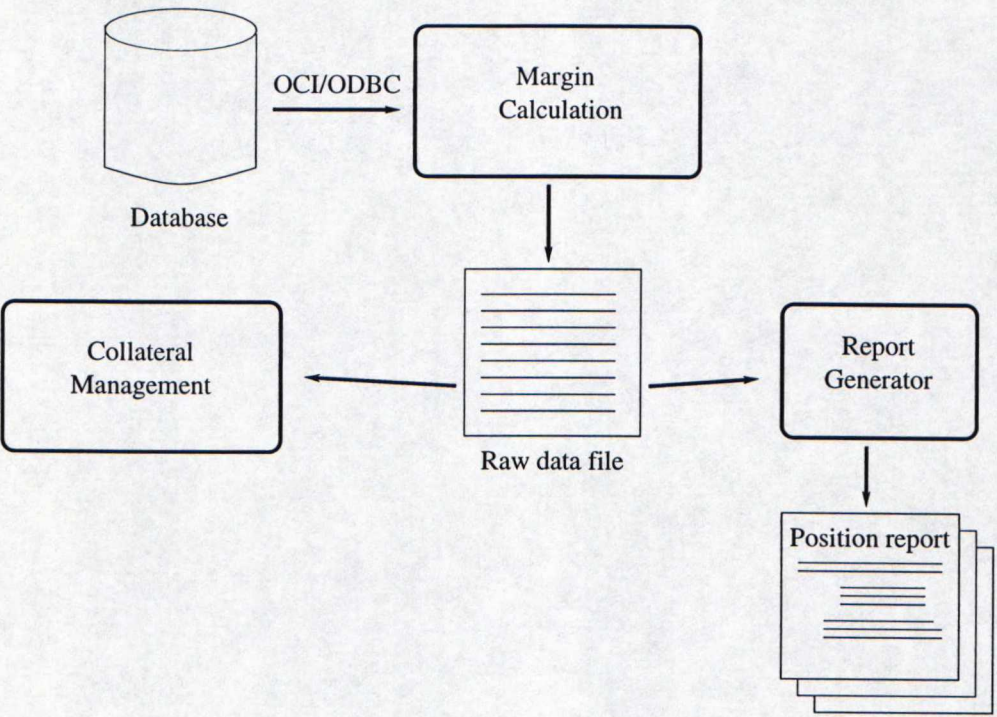 OCI/ODBC
Margin
Calculation
Database
Collateral
Management
Raw data file
Report
Generator
Position report